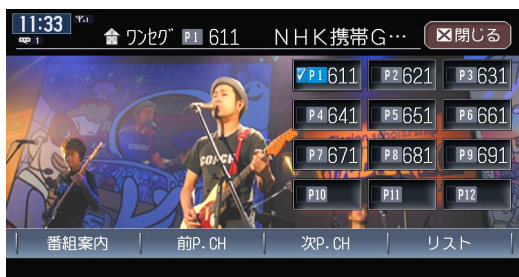 11:33
1 ﾜﾝｾｸﾞ P1 611 NHK携帯G… 閉じる
P1 611 P2 621 P3 631
P4 641 P5 651 P6 661
P7 671 P8 681 P9 691
P10 P11 P12
COACH
番組案内 前P.CH 次P.CH リスト